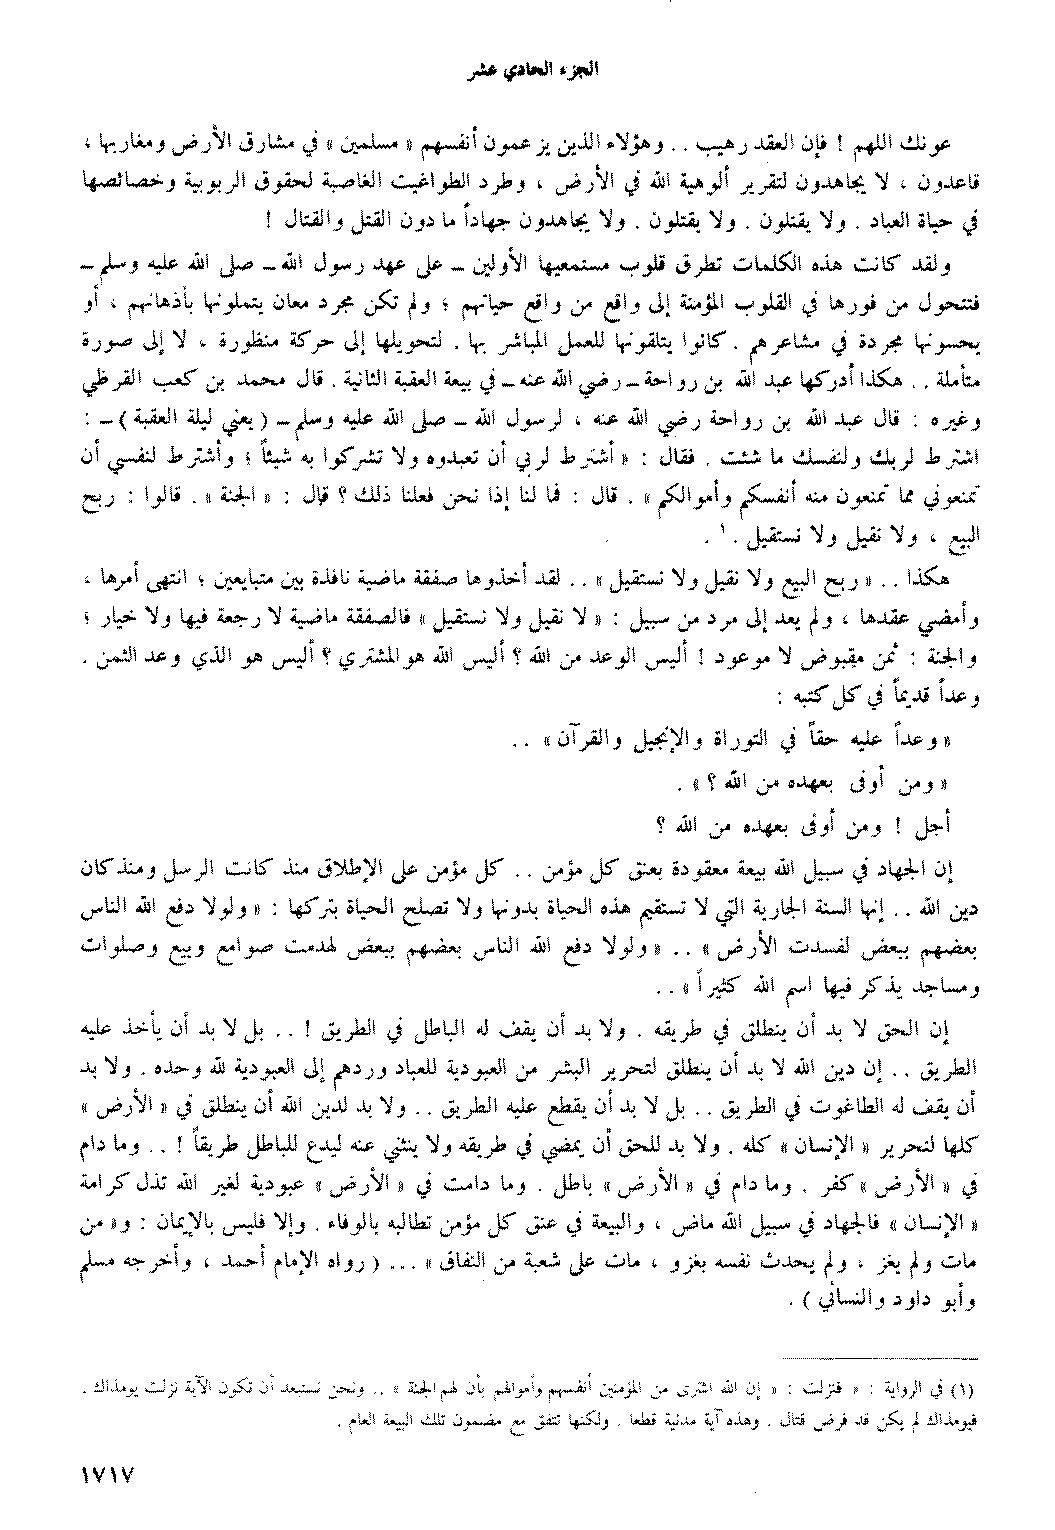 الجزء الحادي عشر
عونك اللهم ! فإن العقد رهيب . . وهؤلاء الذين يزعمون أنفسهم « مسلمين » في مشارق الأرض ومغاربها ،
قاعدون ، لا يجاهدون لتقرير ألوهية الله في الأرض ، وطرد الطواغيت الغاصبة لحقوق الربوبية وخصائصها
في حياة العباد . ولا يقتلون . ولا يقتلون . ولا يجاهدون جهاداً ما دون القتل والقتال !
ولقد كانت هذه الكلمات تطرق قلوب مستمعيها الأولين – على عهد رسول الله – صلى الله عليه وسلم –
فتتحول من فورها في القلوب المؤمنة إلى واقع من واقع حياتهم ؛ ولم تكن مجرد معان يتملونها بأذهانهم ، أو
يحسونها مجردة في مشاعرهم . كانوا يتلقونها للعمل المباشر بها . لتحويلها إلى حركة منظورة ، لا إلى صورة
متأملة . . هكذا أدركها عبد الله بن رواحة – رضي الله عنه – في بيعة العقبة الثانية . قال محمد بن كعب القرظي
وغيره : قال عبد الله بن رواحة رضي الله عنه ، لرسول الله – صلى الله عليه وسلم – ( يعني ليلة العقبة ) – :
اشترط لربك ولنفسك ما شئت . فقال : « أشترط لربي أن تعبدوه ولا تشركوا به شيئاً ؛ وأشترط لنفسي أن
تمنعوني مما تمنعون منه أنفسكم وأموالكم » . قال : فما لنا إذا نحن فعلنا ذلك ؟ قال : « الجنة » . قالوا : ربح
البيع ، ولا نقيل ولا نستقيل . ١ .
هكذا . . « ربح البيع ولا نقيل ولا نستقيل » . . لقد أخذوها صفقة ماضية نافذة بين متبايعين ؛ انتهى أمرها ،
وأمضي عقدها ، ولم يعد إلى مرد من سبيل : « لا نقيل ولا نستقيل » فالصفقة ماضية لا رجعة فيها ولا خيار ؛
والجنة : ثمن مقبوض لا موعود ! أليس الوعد من الله ؟ أليس الله هو المشتري ؟ أليس هو الذي وعد الثمن .
وعداً قديماً في كل كتبه :
« وعداً عليه حقاً في التوراة والإنجيل والقرآن » . .
« ومن أوفى بعهده من الله ؟ » .
أجل ! ومن أوفى بعهده من الله ؟
إن الجهاد في سبيل الله بيعة معقودة بعنق كل مؤمن . . كل مؤمن على الإطلاق منذ كانت الرسل ومنذ كان
دين الله . . إنها السنة الجارية التي لا تستقيم هذه الحياة بدونها ولا تصلح الحياة بتركها : « ولولا دفع الله الناس
بعضهم ببعض لفسدت الأرض » . . « ولولا دفع الله الناس بعضهم ببعض لهدمت صوامع وبيع وصلوات
ومساجد يذكر فيها اسم الله كثيراً » . .
إن الحق لا بد أن ينطلق في طريقه . ولا بد أن يقف له الباطل في الطريق ! . . بل لا بد أن يأخذ عليه
الطريق . . إن دين الله لا بد أن ينطلق لتحرير البشر من العبودية للعباد وردهم إلى العبودية لله وحده . ولا بد
أن يقف له الطاغوت في الطريق . . بل لا بد أن يقطع عليه الطريق . . ولا بد لدين الله أن ينطلق في « الأرض »
كلها لتحرير « الإنسان » كله . ولا بد للحق أن يمضي في طريقه ولا ينثني عنه ليدع للباطل طريقاً ! . . وما دام
في « الأرض » كفر . وما دام في « الأرض » باطل . وما دامت في « الأرض » عبودية لغير الله تذل كرامة
« الإنسان » فالجهاد في سبيل الله ماض ، والبيعة في عنق كل مؤمن تطالبه بالوفاء . وإلا فليس بالإيمان : و« من
مات ولم يغز ، ولم يحدث نفسه بغزو ، مات على شعبة من النفاق » . . . ( رواه الإمام أحمد ، وأخرجه مسلم
وأبو داود والنسائي ) .
(١) في الرواية : « فنزلت : « إن الله اشترى من المؤمنين أنفسهم وأموالهم بأن لهم الجنة » . . ونحن نستبعد أن تكون الآية نزلت يومذاك .
فيومذاك لم يكن قد فرض قتال . وهذه آية مدنية قطعا . ولكنها تتفق مع مضمون تلك البيعة العام .
١٧١٧